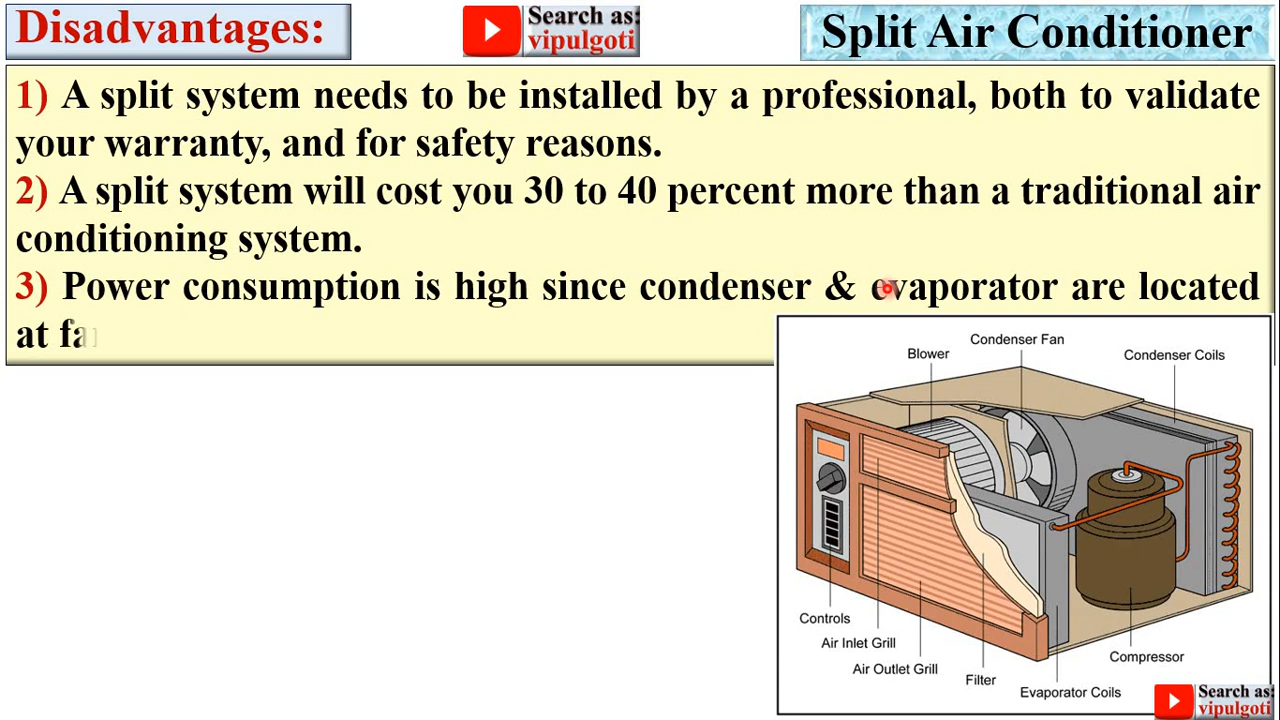 Disadvantages:
Search as:
vipulgoti
Split Air Conditioner
1) A split system needs to be installed by a professional, both to validate
your warranty, and for safety reasons.
2) A split system will cost you 30 to 40 percent more than a traditional air
conditioning system.
3) Power consumption is high since condenser & evaporator are located
at
Condenser Fan
Blower
Condenser Coils
Controls
Air Inlet Grill
Air Outlet Grill
Filter
Evaporator Coils
Compressor
Search as:
vipulgoti